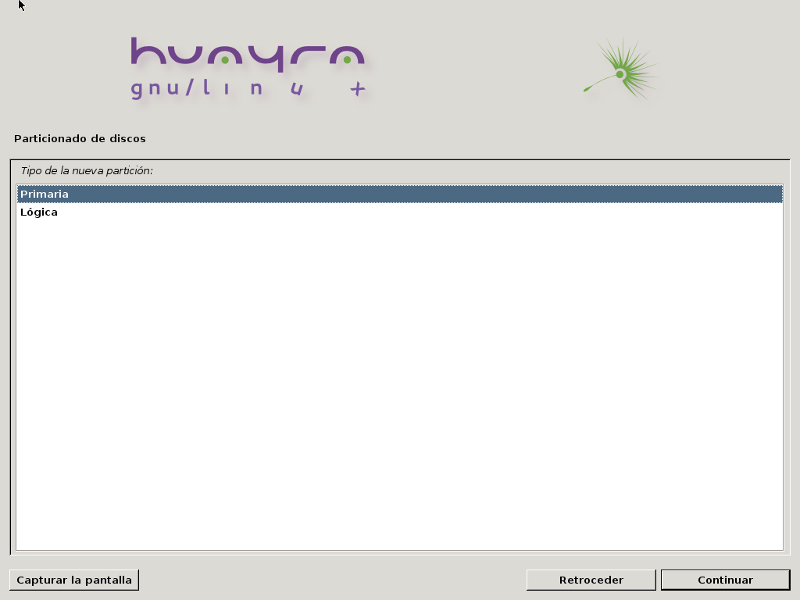 huayra
gnu/linux +
Particionado de discos
Tipo de la nueva partición:
Primaria
Lógica
Capturar la pantalla
Retroceder
Continuar